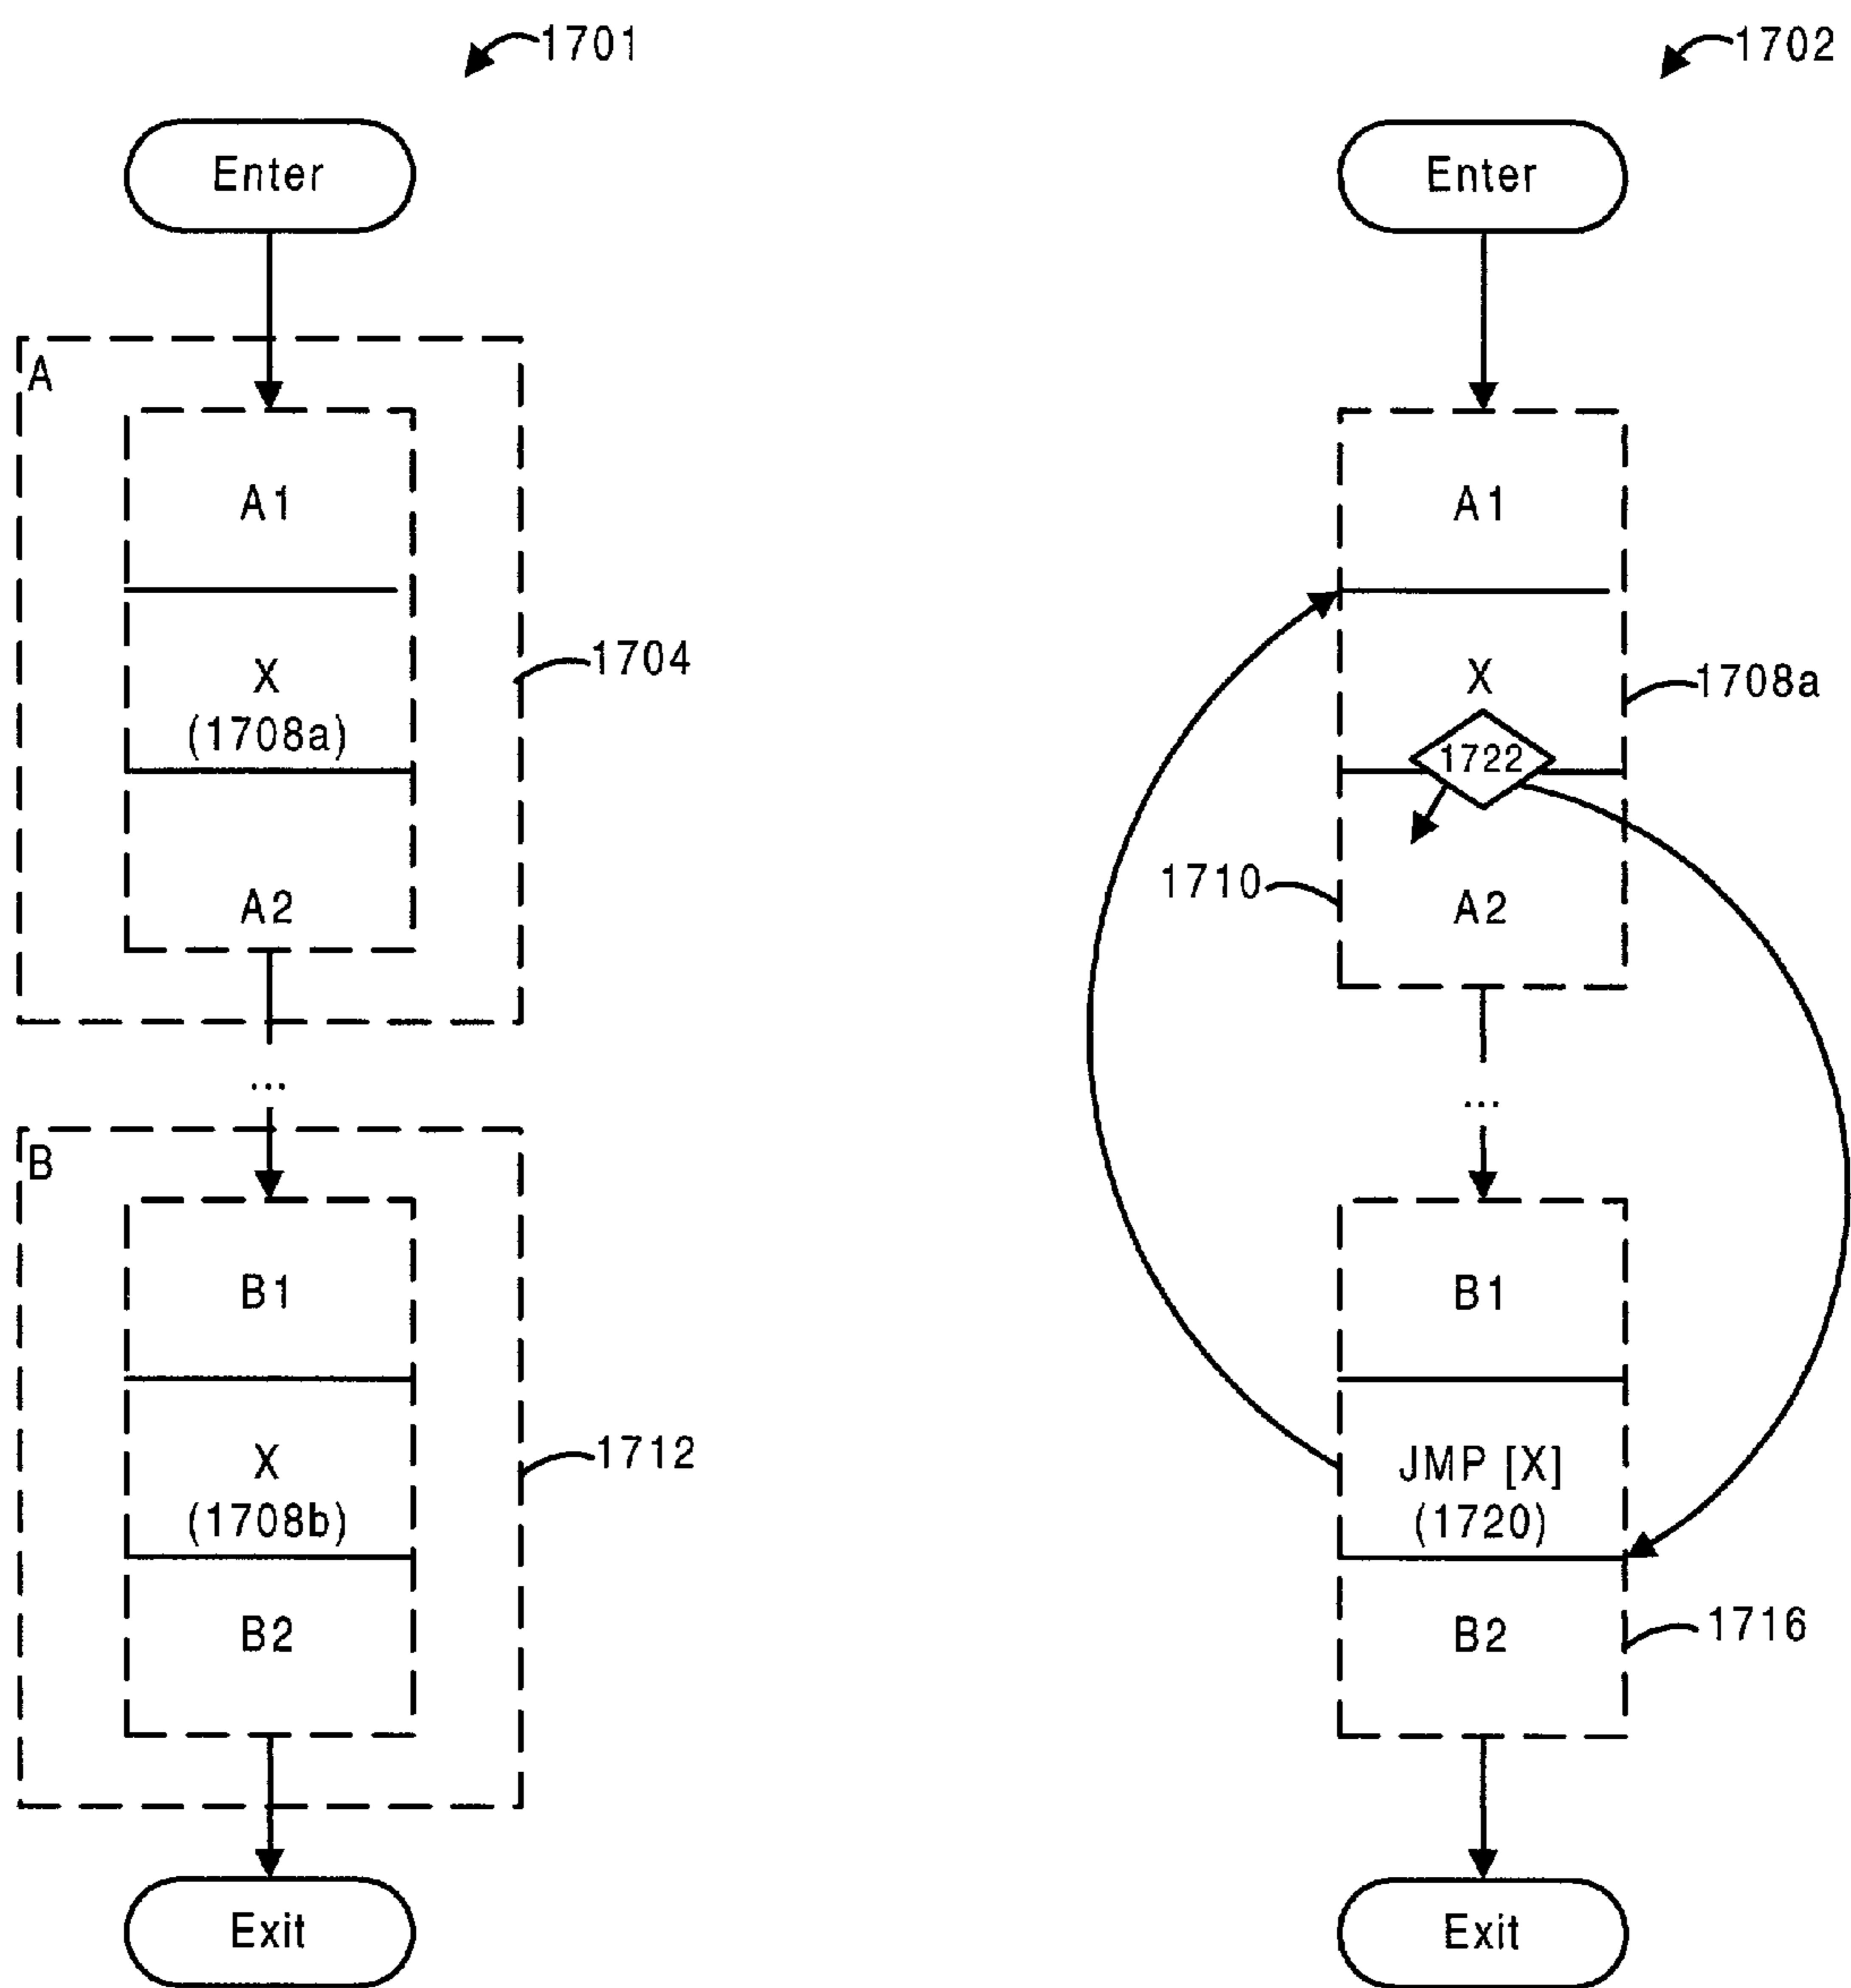 1701
Enter
A
A1
X
(1708a)
A2
1704
...
B
B1
X
(1708b)
B2
1712
Exit
1702
Enter
A1
X
1708a
1722
1710
A2
...
B1
JMP [X]
(1720)
B2
1716
Exit